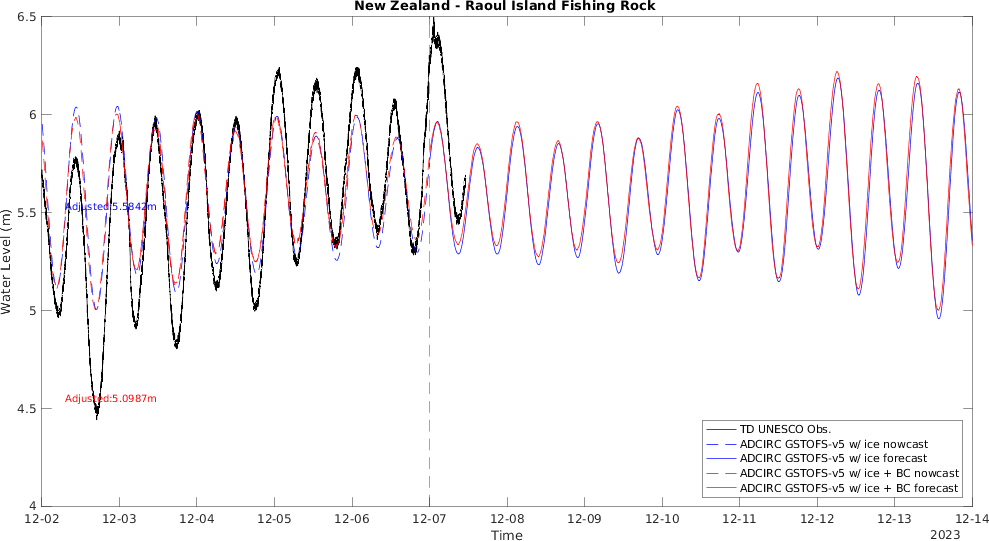 New Zealand - Raoul Island Fishing Rock
6.5
6
5.5
5
4.5
4
Water Level (m)
Adjusted:5.5842m
Adjusted:5.0987m
TD UNESCO Obs.
ADCIRC GSTOFS-v5 w/ ice nowcast
ADCIRC GSTOFS-v5 w/ ice forecast
ADCIRC GSTOFS-v5 w/ ice + BC nowcast
ADCIRC GSTOFS-v5 w/ ice + BC forecast
12-02 12-03 12-04 12-05 12-06 12-07 12-08 12-09 12-10 12-11 12-12 12-13 12-14
Time
2023